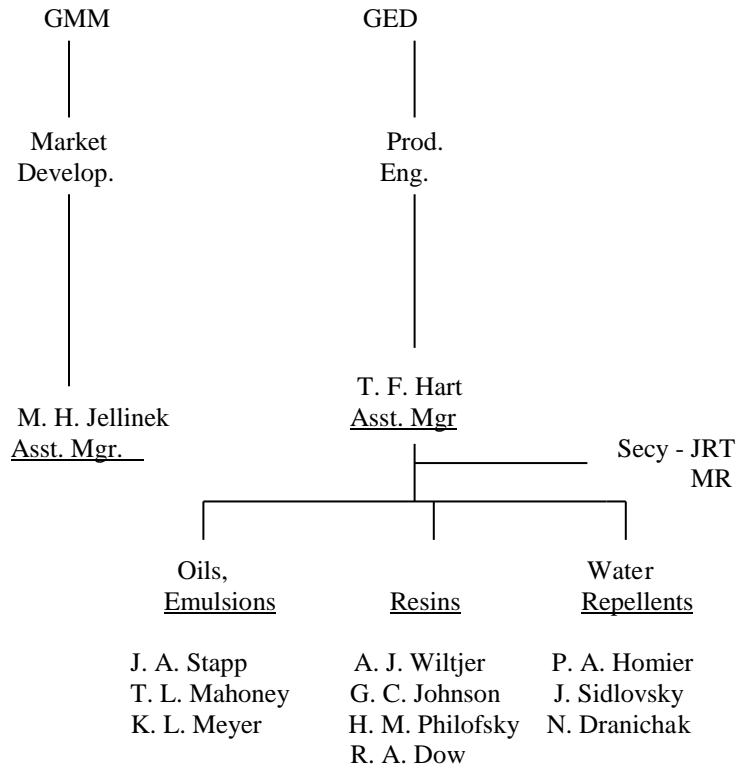 GMM
GED
Market
Develop.
Prod.
Eng.
M. H. Jellinek
Asst. Mgr.
T. F. Hart
Asst. Mgr
Secy - JRT
MR
Oils,
Emulsions
Resins
Water
Repellents
J. A. Stapp
T. L. Mahoney
K. L. Meyer
A. J. Wiltjer
G. C. Johnson
H. M. Philofsky
R. A. Dow
P. A. Homier
J. Sidlovsky
N. Dranichak